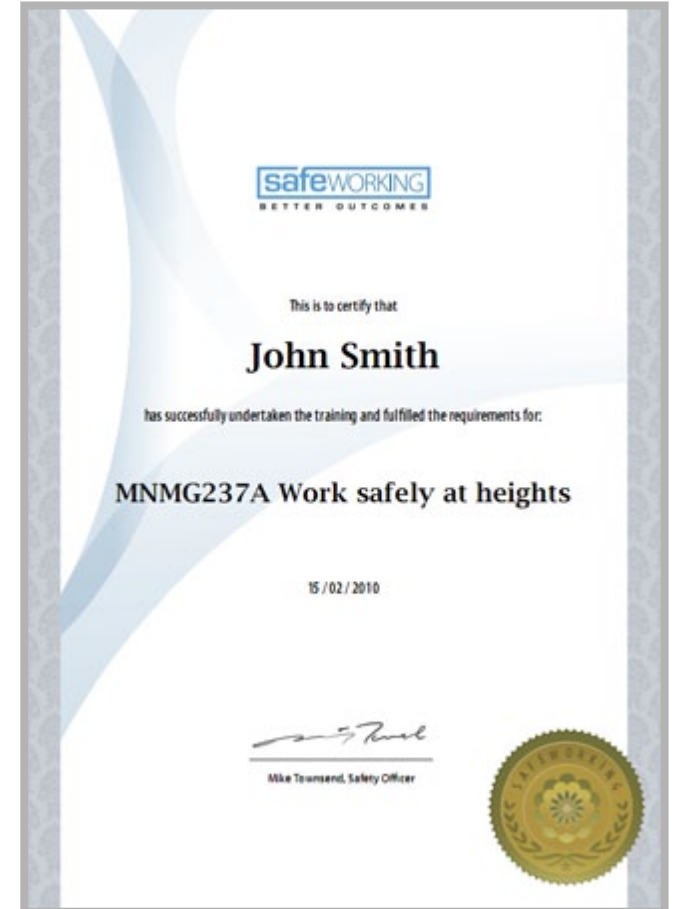 safeWORKING
BETTER OUTCOMES
This is to certify that
John Smith
has successfully undertaken the training and fulfilled the requirements for:
MNMG237A Work safely at heights
15 / 02 / 2010
Mike Townsend, Safety Officer
SAFEWORKING